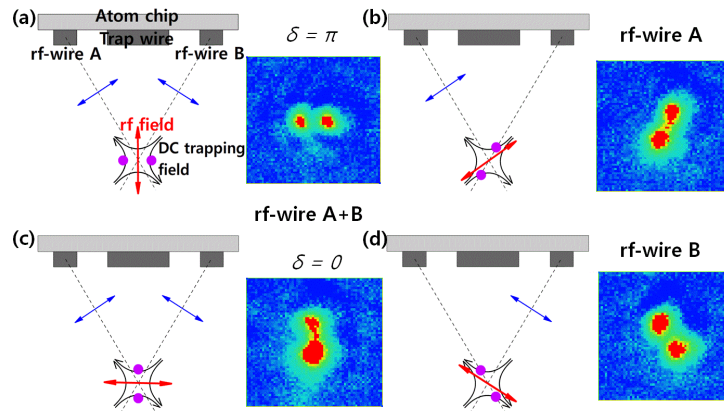 (a)
Atom chip
Trap wire
rf-wire A
rf-wire B
δ = π
rf field
DC trapping
field
(b)
rf-wire A
rf-wire A+B
(c)
δ = 0
(d)
rf-wire B